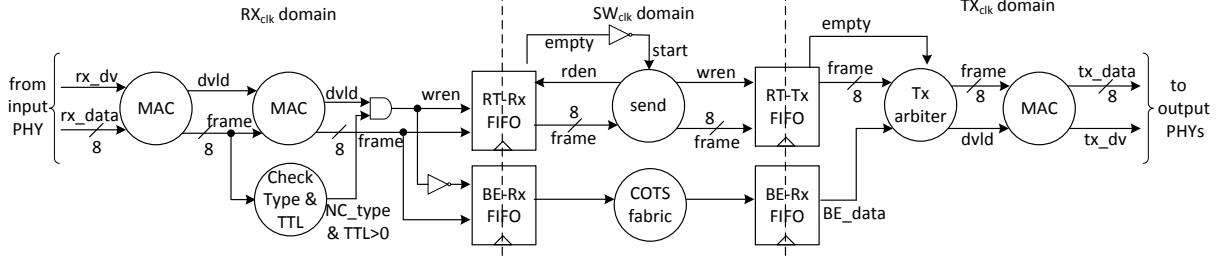 RXclk domain
SWclk domain
TXclk domain
empty
start
from
input
PHY
rx_dv
rx_data
8
MAC
dvld
frame
8
MAC
dvld
8
frame
Check
Type &
TTL
NC_type
& TTL>0
wren
RT-Rx
FIFO
rden
8
frame
send
wren
8
frame
RT-Tx
FIFO
empty
frame
8
Tx
arbiter
frame
8
dvld
MAC
tx_data
8
tx_dv
to
output
PHYs
BE-Rx
FIFO
COTS
fabric
BE-Rx
FIFO
BE_data